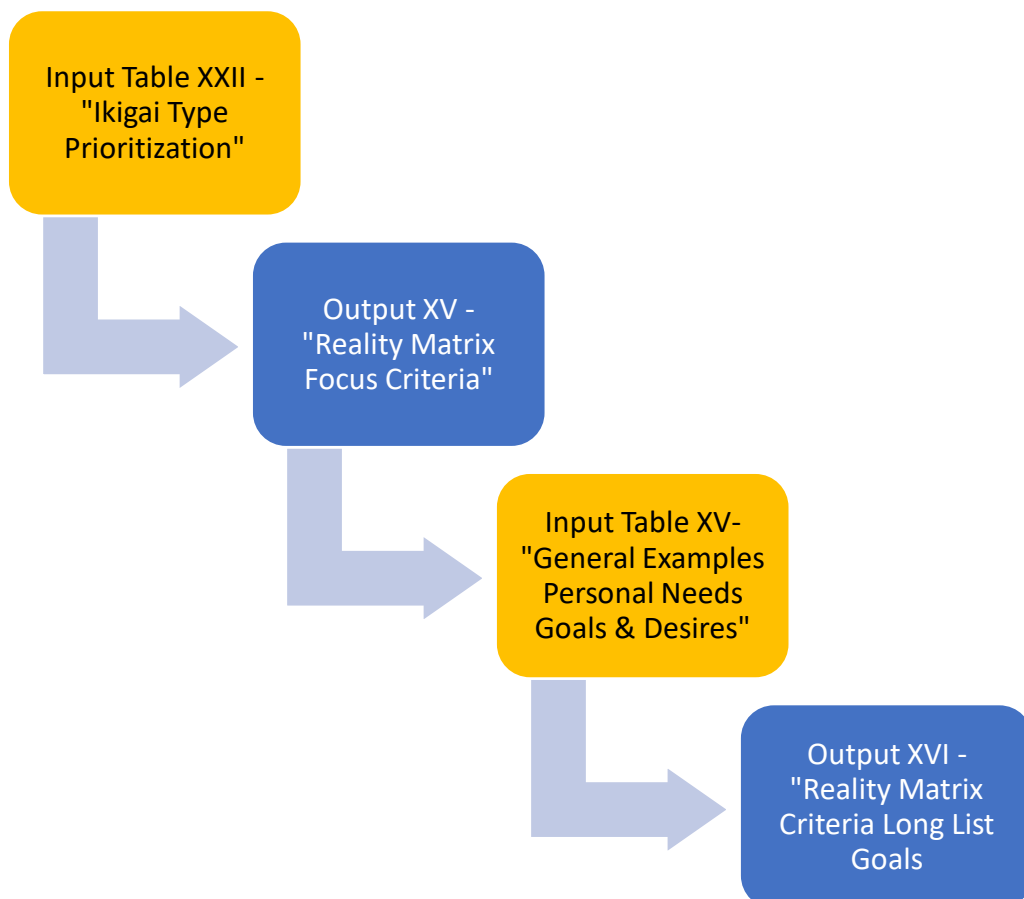 Input Table XXII -
"Ikigai Type
Prioritization"
Output XV -
"Reality Matrix
Focus Criteria"
Input Table XV-
"General Examples
Personal Needs
Goals & Desires"
Output XVI -
"Reality Matrix
Criteria Long List
Goals